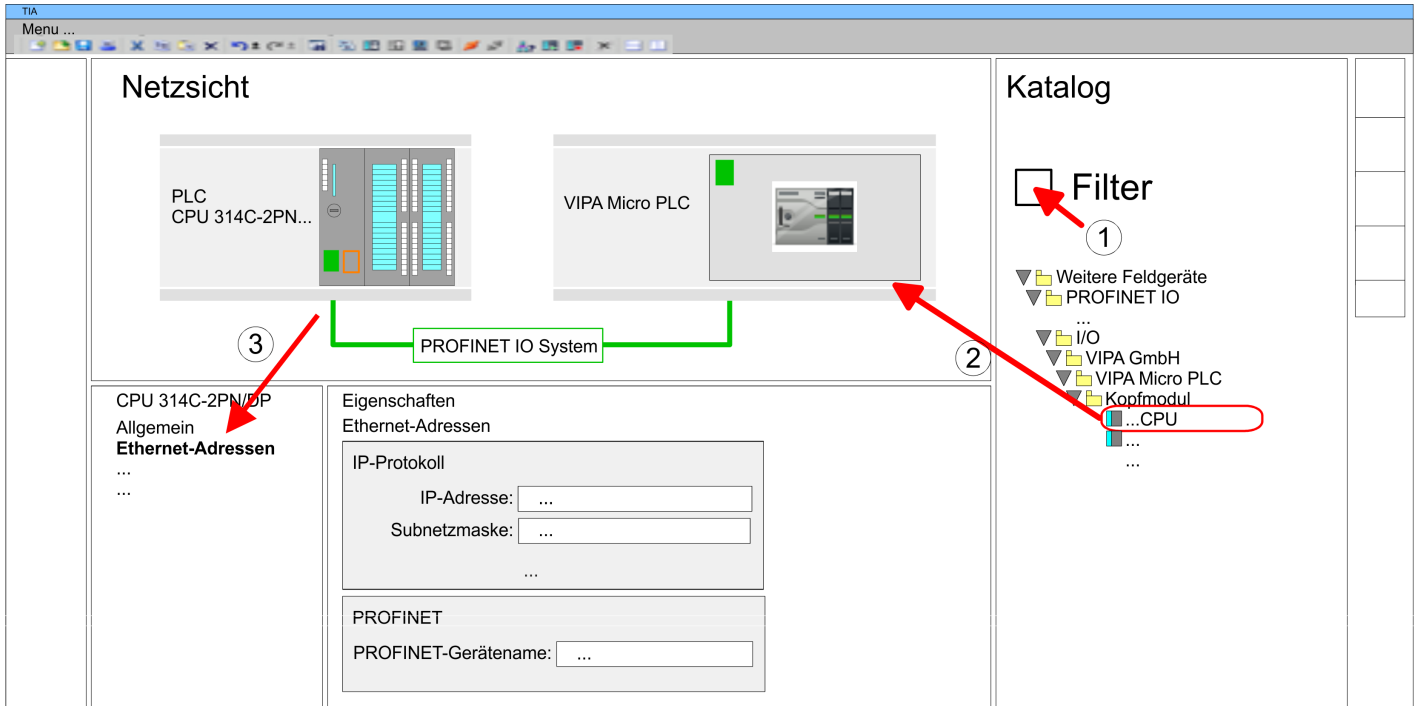 TIA
Menu ...
Netzsicht
PLC
CPU 314C-2PN...
VIPA Micro PLC
PROFINET IO System
3
2
Katalog
Filter
1
Weitere Feldgeräte
PROFINET IO
...
I/O
VIPA GmbH
VIPA Micro PLC
Kopfmodul
...CPU
...
...
CPU 314C-2PN/DP
Allgemein
Ethernet-Adressen
...
...
Eigenschaften
Ethernet-Adressen
IP-Protokoll
IP-Adresse: ...
Subnetzmaske: ...
...
PROFINET
PROFINET-Gerätename: ...